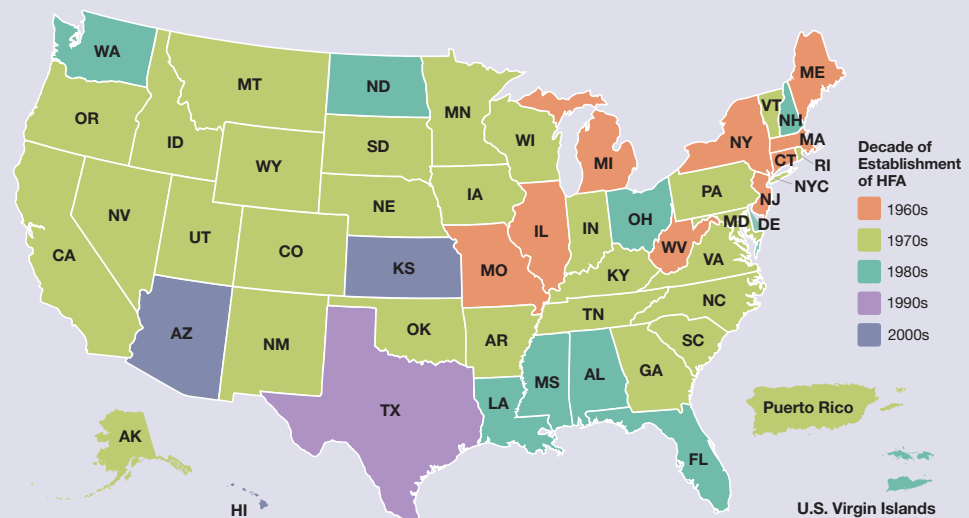 WA
MT
ND
MN
ME
VT
NH
OR
ID
SD
WI
NY
MA
WY
MI
CT
RI
NYC
IA
PA
NJ
NE
NV
OH
MD
DE
UT
IL
IN
CA
CO
WV
VA
KS
MO
KY
NC
TN
AZ
OK
NM
AR
SC
GA
MS
AL
LA
TX
FL
AK
HI
Puerto Rico
U.S. Virgin Islands
Decade of
Establishment
of HFA
1960s
1970s
1980s
1990s
2000s